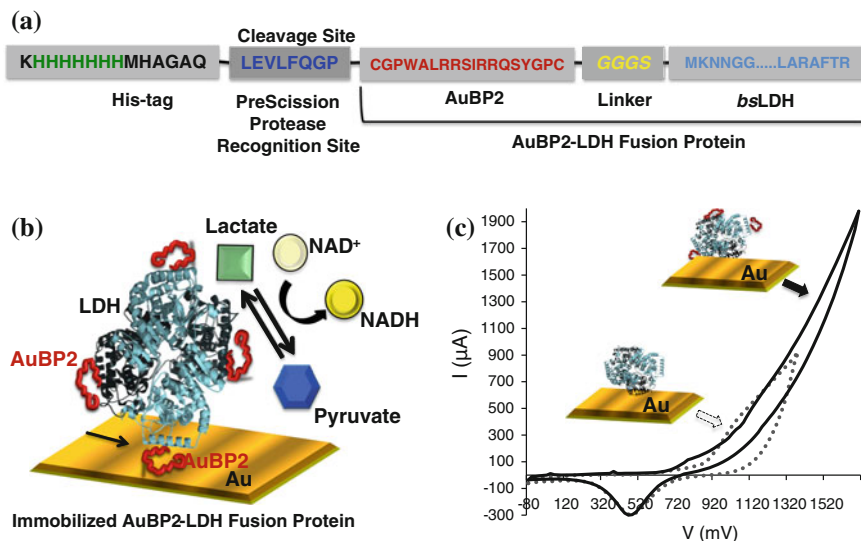 (a)
Cleavage Site
KHHHHHHHMHAGAQ LEVLFQGP CGPWALRRSIRRQSYGPC GGGS MKNNGG.....LARAFTR
His-tag PreScission Protease Recognition Site AuBP2 Linker bsLDH
AuBP2-LDH Fusion Protein
(b)
Lactate
NAD+
LDH
NADH
AuBP2
Pyruvate
AuBP2
Au
Immobilized AuBP2-LDH Fusion Protein
(c)
1900
1700
1500
1300
1100
900
700
500
300
100
-100
-300
I (µA)
Au
Au
-80 120 320 520 720 920 1120 1320 1520
V (mV)